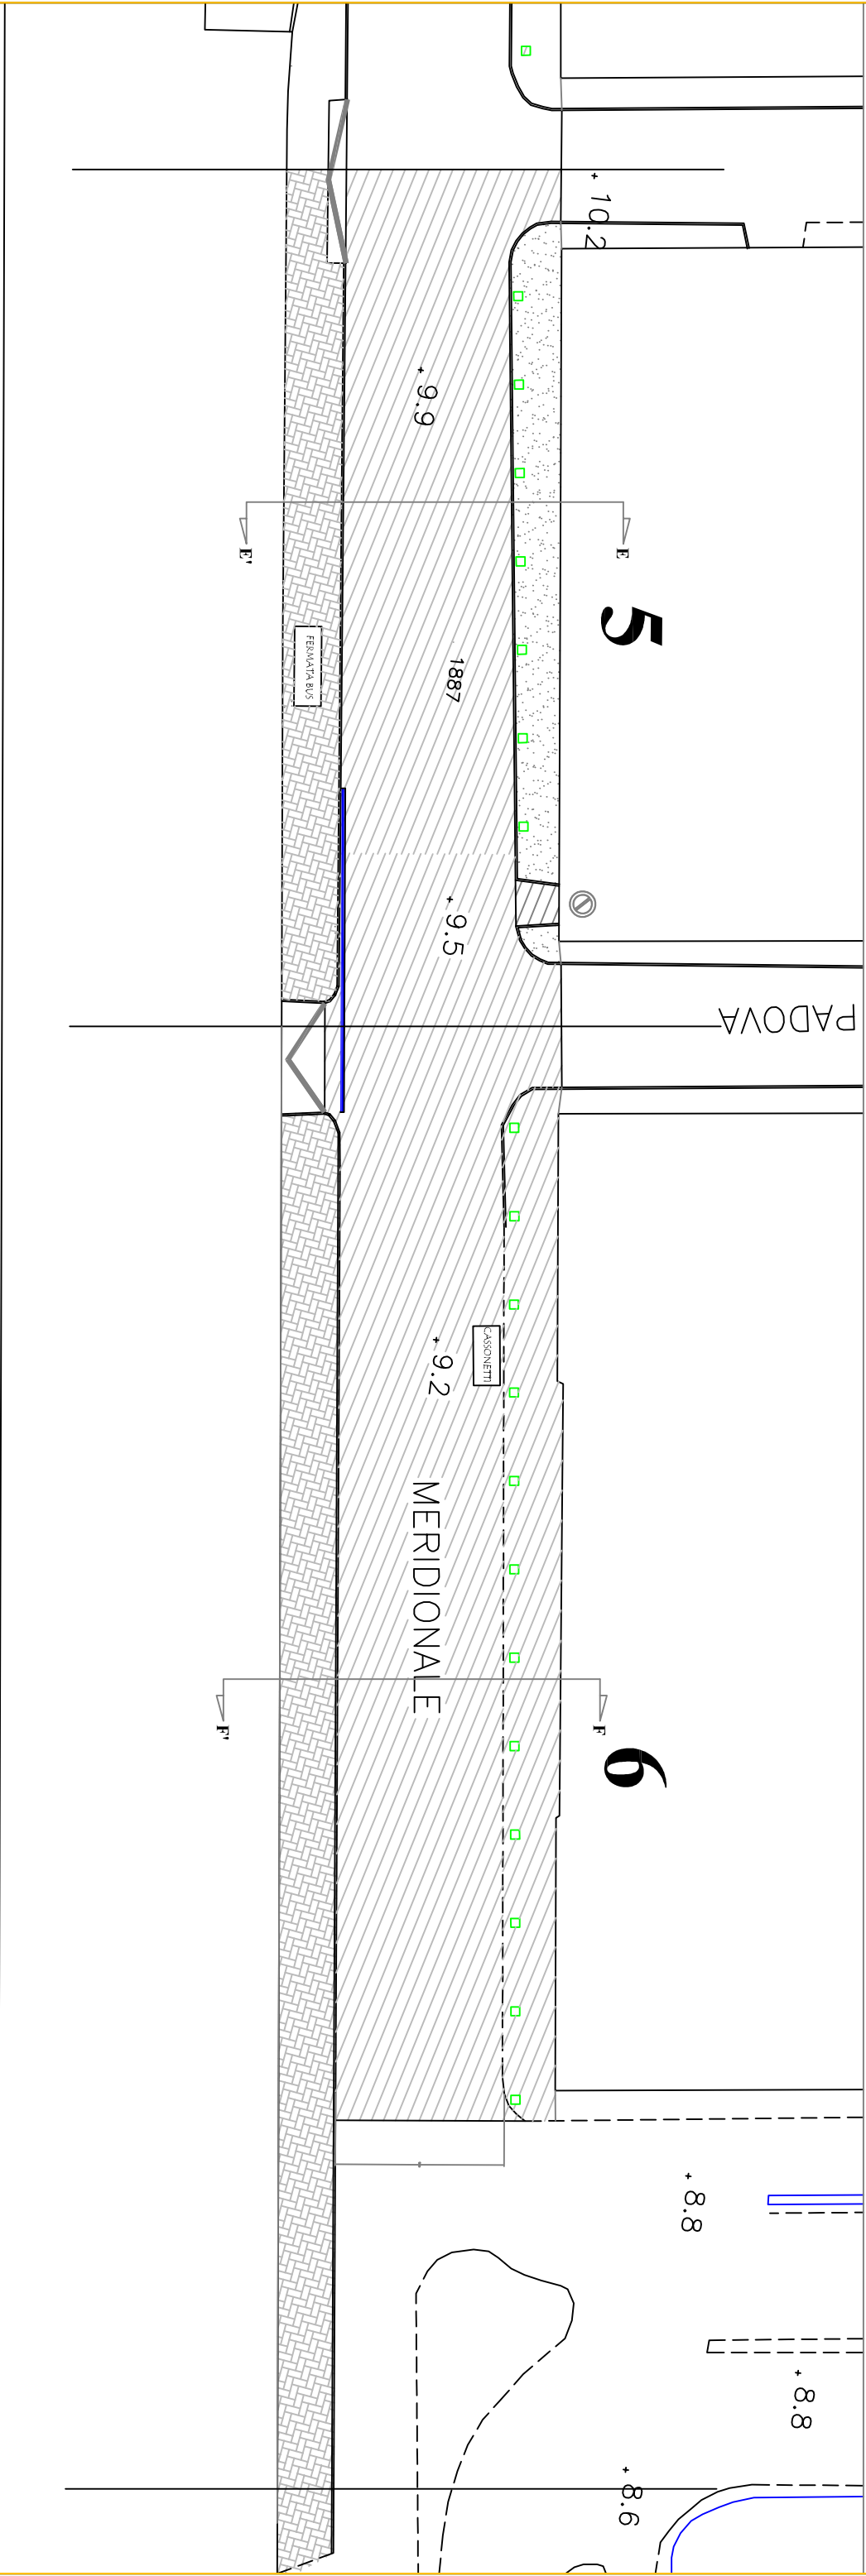 10.2
9.9
E'
E
5
FERMATA BUS
1887
9.5
PADOVA
CASSONETTI
9.2
MERIDIONALE
F'
F
6
8.8
8.8
8.6